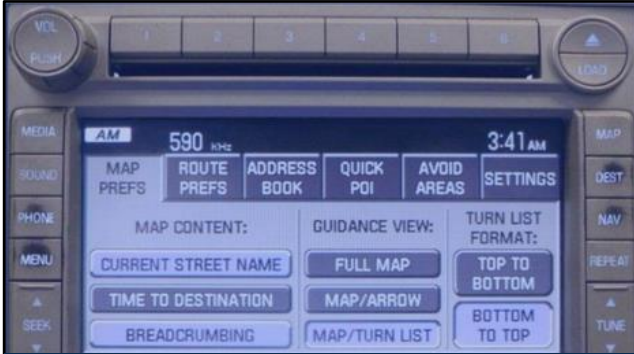 VOL
PUSH
1 2 3 4 5 6
LOAD
MEDIA
SOUND
PHONE
MENU
SEEK
AM 590 KHz 3:41 AM
MAP PREFS
ROUTE PREFS
ADDRESS BOOK
QUICK POI
AVOID AREAS
SETTINGS
MAP CONTENT:
CURRENT STREET NAME
TIME TO DESTINATION
BREADCRUMBING
GUIDANCE VIEW:
FULL MAP
MAP/ARROW
MAP/TURN LIST
TURN LIST
FORMAT:
TOP TO
BOTTOM
BOTTOM
TO TOP
MAP
DEST
NAV
REPEAT
TUNE